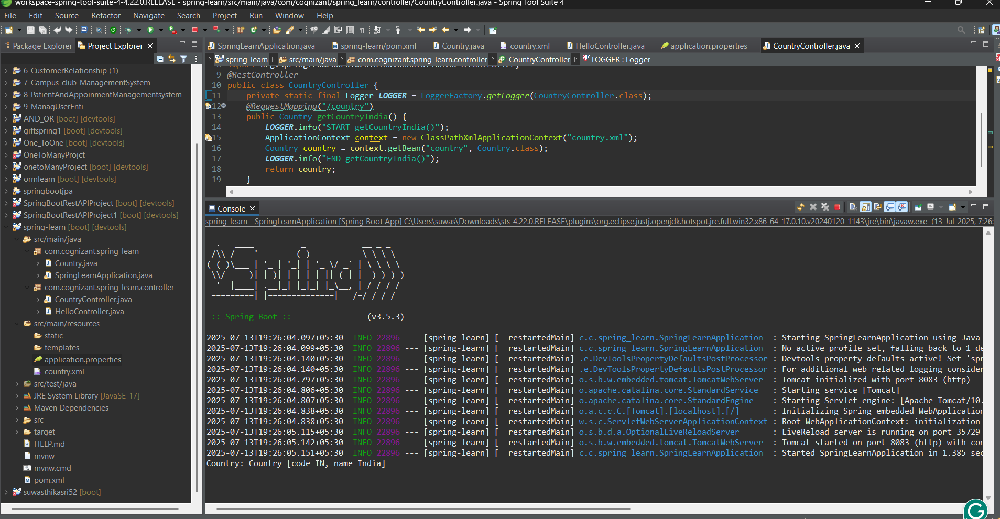 workspace-spring-tool-suite-4-4.22.0.RELEASE - spring-learn/src/main/java/com/cognizant/spring_learn/controller/CountryController.java - Spring Tool Suite 4
File Edit Source Refactor Navigate Search Project Run Window Help
Package Explorer Project Explorer
6-CustomerRelationship (1)
7-Campus_club_ManagementSystem
8-PatientAndAppoinmentManagementsystem
9-ManagUserEnti
AND_OR [boot] [devtools]
giftspring1 [boot] [devtools]
One_ToOne [boot] [devtools]
OneToManyProjct
onetoManyProject [boot] [devtools]
ormlearn [boot] [devtools]
springbootjpa
SpringBootRestAPIProject [boot] [devtools]
SpringBootRestAPIProject1 [boot] [devtools]
spring-learn [boot] [devtools]
src/main/java
com.cognizant.spring_learn
Country.java
SpringLearnApplication.java
com.cognizant.spring_learn.controller
CountryController.java
HelloController.java
src/main/resources
static
templates
application.properties
country.xml
src/test/java
JRE System Library [JavaSE-17]
Maven Dependencies
src
target
HELP.md
mvnw
mvnw.cmd
pom.xml
suwasthikasri52 [boot]
SpringLearnApplication.java spring-learn/pom.xml Country.java country.xml HelloController.java application.properties CountryController.java
spring-learn src/main/java com.cognizant.spring_learn.controller CountryController LOGGER : Logger
8 import org.springframework.web.bind.annotation.RestController;
9 @RestController
10 public class CountryController {
11 private static final Logger LOGGER = LoggerFactory.getLogger(CountryController.class);
12 @RequestMapping("/country")
13 public Country getCountryIndia() {
14 LOGGER.info("START getCountryIndia()");
15 ApplicationContext context = new ClassPathXmlApplicationContext("country.xml");
16 Country country = context.getBean("country", Country.class);
17 LOGGER.info("END getCountryIndia()");
18 return country;
19 }
Console
spring-learn - SpringLearnApplication [Spring Boot App] C:\Users\suwas\Downloads\sts-4.22.0.RELEASE\plugins\org.eclipse.justj.openjdk.hotspot.jre.full.win32.x86_64_17.0.10.v20240120-1143\jre\bin\javaw.exe (13-Jul-2025, 7:26:
Spring
:: Spring Boot :: (v3.5.3)
2025-07-13T19:26:04.097+05:30 INFO 22896 --- [spring-learn] [ restartedMain] c.c.spring_learn.SpringLearnApplication : Starting SpringLearnApplication using Java
2025-07-13T19:26:04.099+05:30 INFO 22896 --- [spring-learn] [ restartedMain] c.c.spring_learn.SpringLearnApplication : No active profile set, falling back to 1 de
2025-07-13T19:26:04.140+05:30 INFO 22896 --- [spring-learn] [ restartedMain] .e.DevToolsPropertyDefaultsPostProcessor : Devtools property defaults active! Set 'spr
2025-07-13T19:26:04.140+05:30 INFO 22896 --- [spring-learn] [ restartedMain] .e.DevToolsPropertyDefaultsPostProcessor : For additional web related logging consider
2025-07-13T19:26:04.797+05:30 INFO 22896 --- [spring-learn] [ restartedMain] o.s.b.w.embedded.tomcat.TomcatWebServer : Tomcat initialized with port 8083 (http)
2025-07-13T19:26:04.806+05:30 INFO 22896 --- [spring-learn] [ restartedMain] o.apache.catalina.core.StandardService : Starting service [Tomcat]
2025-07-13T19:26:04.807+05:30 INFO 22896 --- [spring-learn] [ restartedMain] o.apache.catalina.core.StandardEngine : Starting Servlet engine: [Apache Tomcat/10.
2025-07-13T19:26:04.838+05:30 INFO 22896 --- [spring-learn] [ restartedMain] o.a.c.c.C.[Tomcat].[localhost].[/] : Initializing Spring embedded WebApplication
2025-07-13T19:26:04.838+05:30 INFO 22896 --- [spring-learn] [ restartedMain] w.s.c.ServletWebServerApplicationContext : Root WebApplicationContext: initialization
2025-07-13T19:26:05.115+05:30 INFO 22896 --- [spring-learn] [ restartedMain] o.s.b.d.a.OptionalLiveReloadServer : LiveReload server is running on port 35729
2025-07-13T19:26:05.142+05:30 INFO 22896 --- [spring-learn] [ restartedMain] o.s.b.w.embedded.tomcat.TomcatWebServer : Tomcat started on port 8083 (http) with con
2025-07-13T19:26:05.151+05:30 INFO 22896 --- [spring-learn] [ restartedMain] c.c.spring_learn.SpringLearnApplication : Started SpringLearnApplication in 1.385 sec
Country: Country [code=IN, name=India]